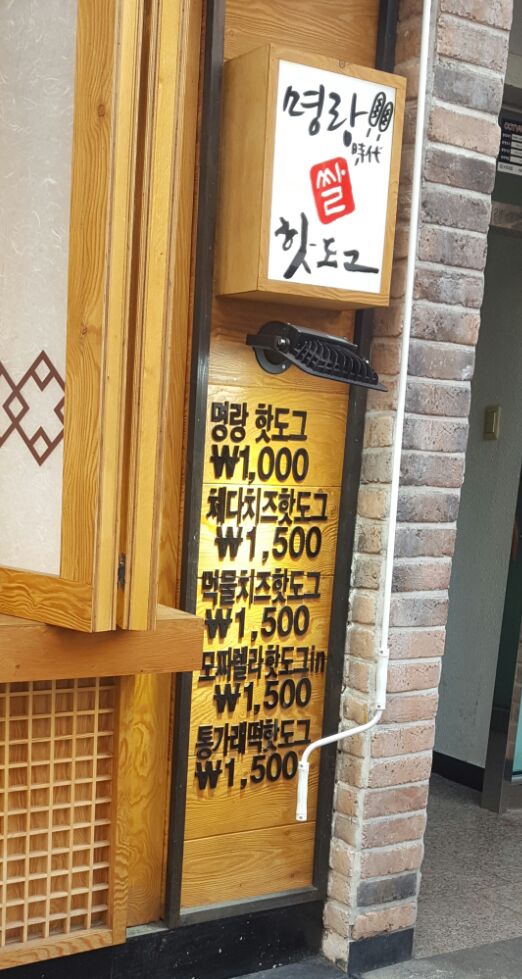 명랑
時代
쌀
핫도그
명랑 핫도그
₩1,000
체다치즈핫도그
₩1,500
먹물치즈핫도그
₩1,500
모짜렐라핫도그in
₩1,500
통가래떡핫도그
₩1,500